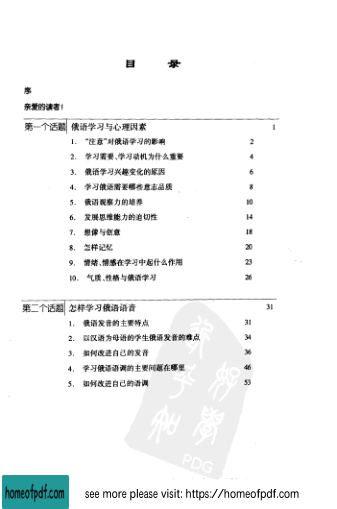 目 录
序
亲爱的读者!
第一个话题 俄语学习与心理因素 1
1. “注意”对俄语学习的影响 2
2. 学习需要、学习动机为什么重要 4
3. 俄语学习兴趣变化的原因 6
4. 学习俄语需要哪些意志品质 8
5. 俄语观察力的培养 10
6. 发展思维能力的迫切性 14
7. 想像与创意 18
8. 怎样记忆 20
9. 情绪、情感在学习中起什么作用 23
10. 气质、性格与俄语学习 26
第二个话题 怎样学习俄语语音 31
1. 俄语发音的主要特点 31
2. 以汉语为母语的学生俄语发音的难点 34
3. 如何改进自己的发音 36
4. 学习俄语语调的主要问题在哪里 46
5. 如何改进自己的语调 53
PDG
homeofpdf.com
see more please visit: https://homeofpdf.com